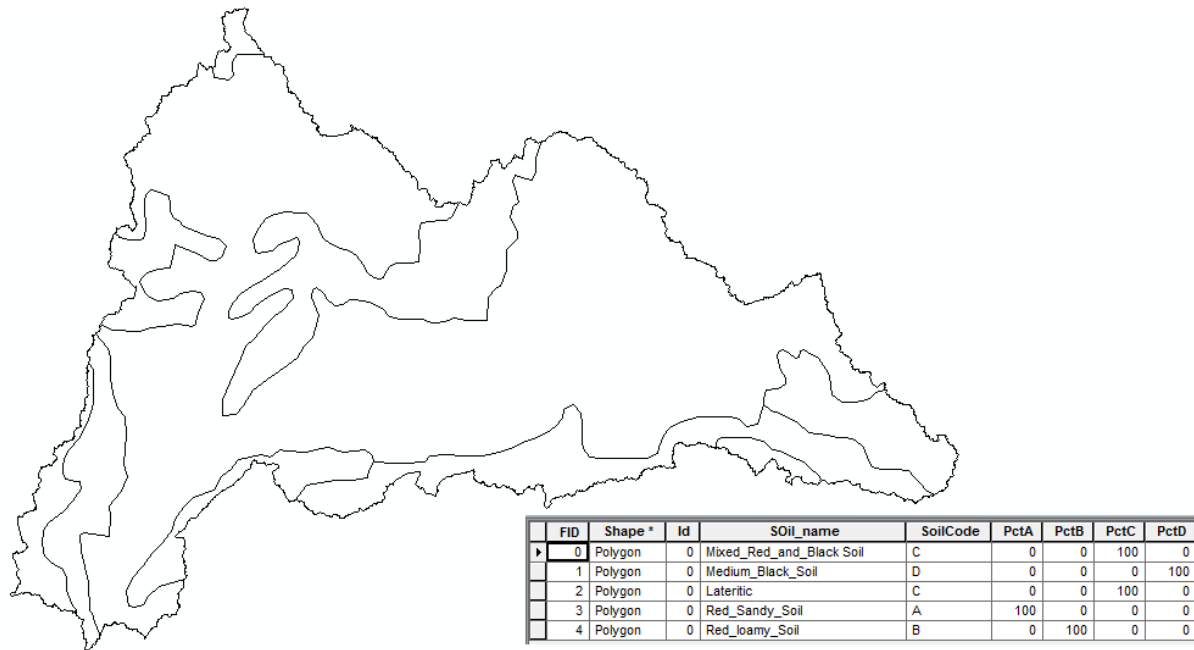 FID Shape * Id SOil_name SoilCode PctA PctB PctC PctD
0 Polygon 0 Mixed_Red_and_Black Soil C 0 0 100 0
1 Polygon 0 Medium_Black_Soil D 0 0 0 100
2 Polygon 0 Lateritic C 0 0 100 0
3 Polygon 0 Red_Sandy_Soil A 100 0 0 0
4 Polygon 0 Red_loamy_Soil B 0 100 0 0